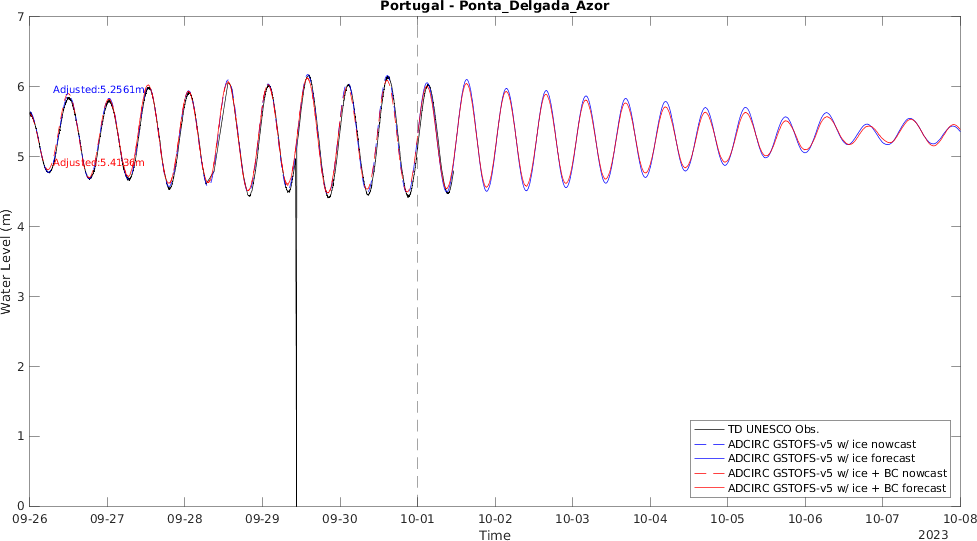 Portugal - Ponta_Delgada_Azor
7
6
5
4
3
2
1
0
Water Level (m)
Adjusted:5.2561m
Adjusted:5.4136m
TD UNESCO Obs.
ADCIRC GSTOFS-v5 w/ ice nowcast
ADCIRC GSTOFS-v5 w/ ice forecast
ADCIRC GSTOFS-v5 w/ ice + BC nowcast
ADCIRC GSTOFS-v5 w/ ice + BC forecast
09-26 09-27 09-28 09-29 09-30 10-01 10-02 10-03 10-04 10-05 10-06 10-07 10-08
Time
2023